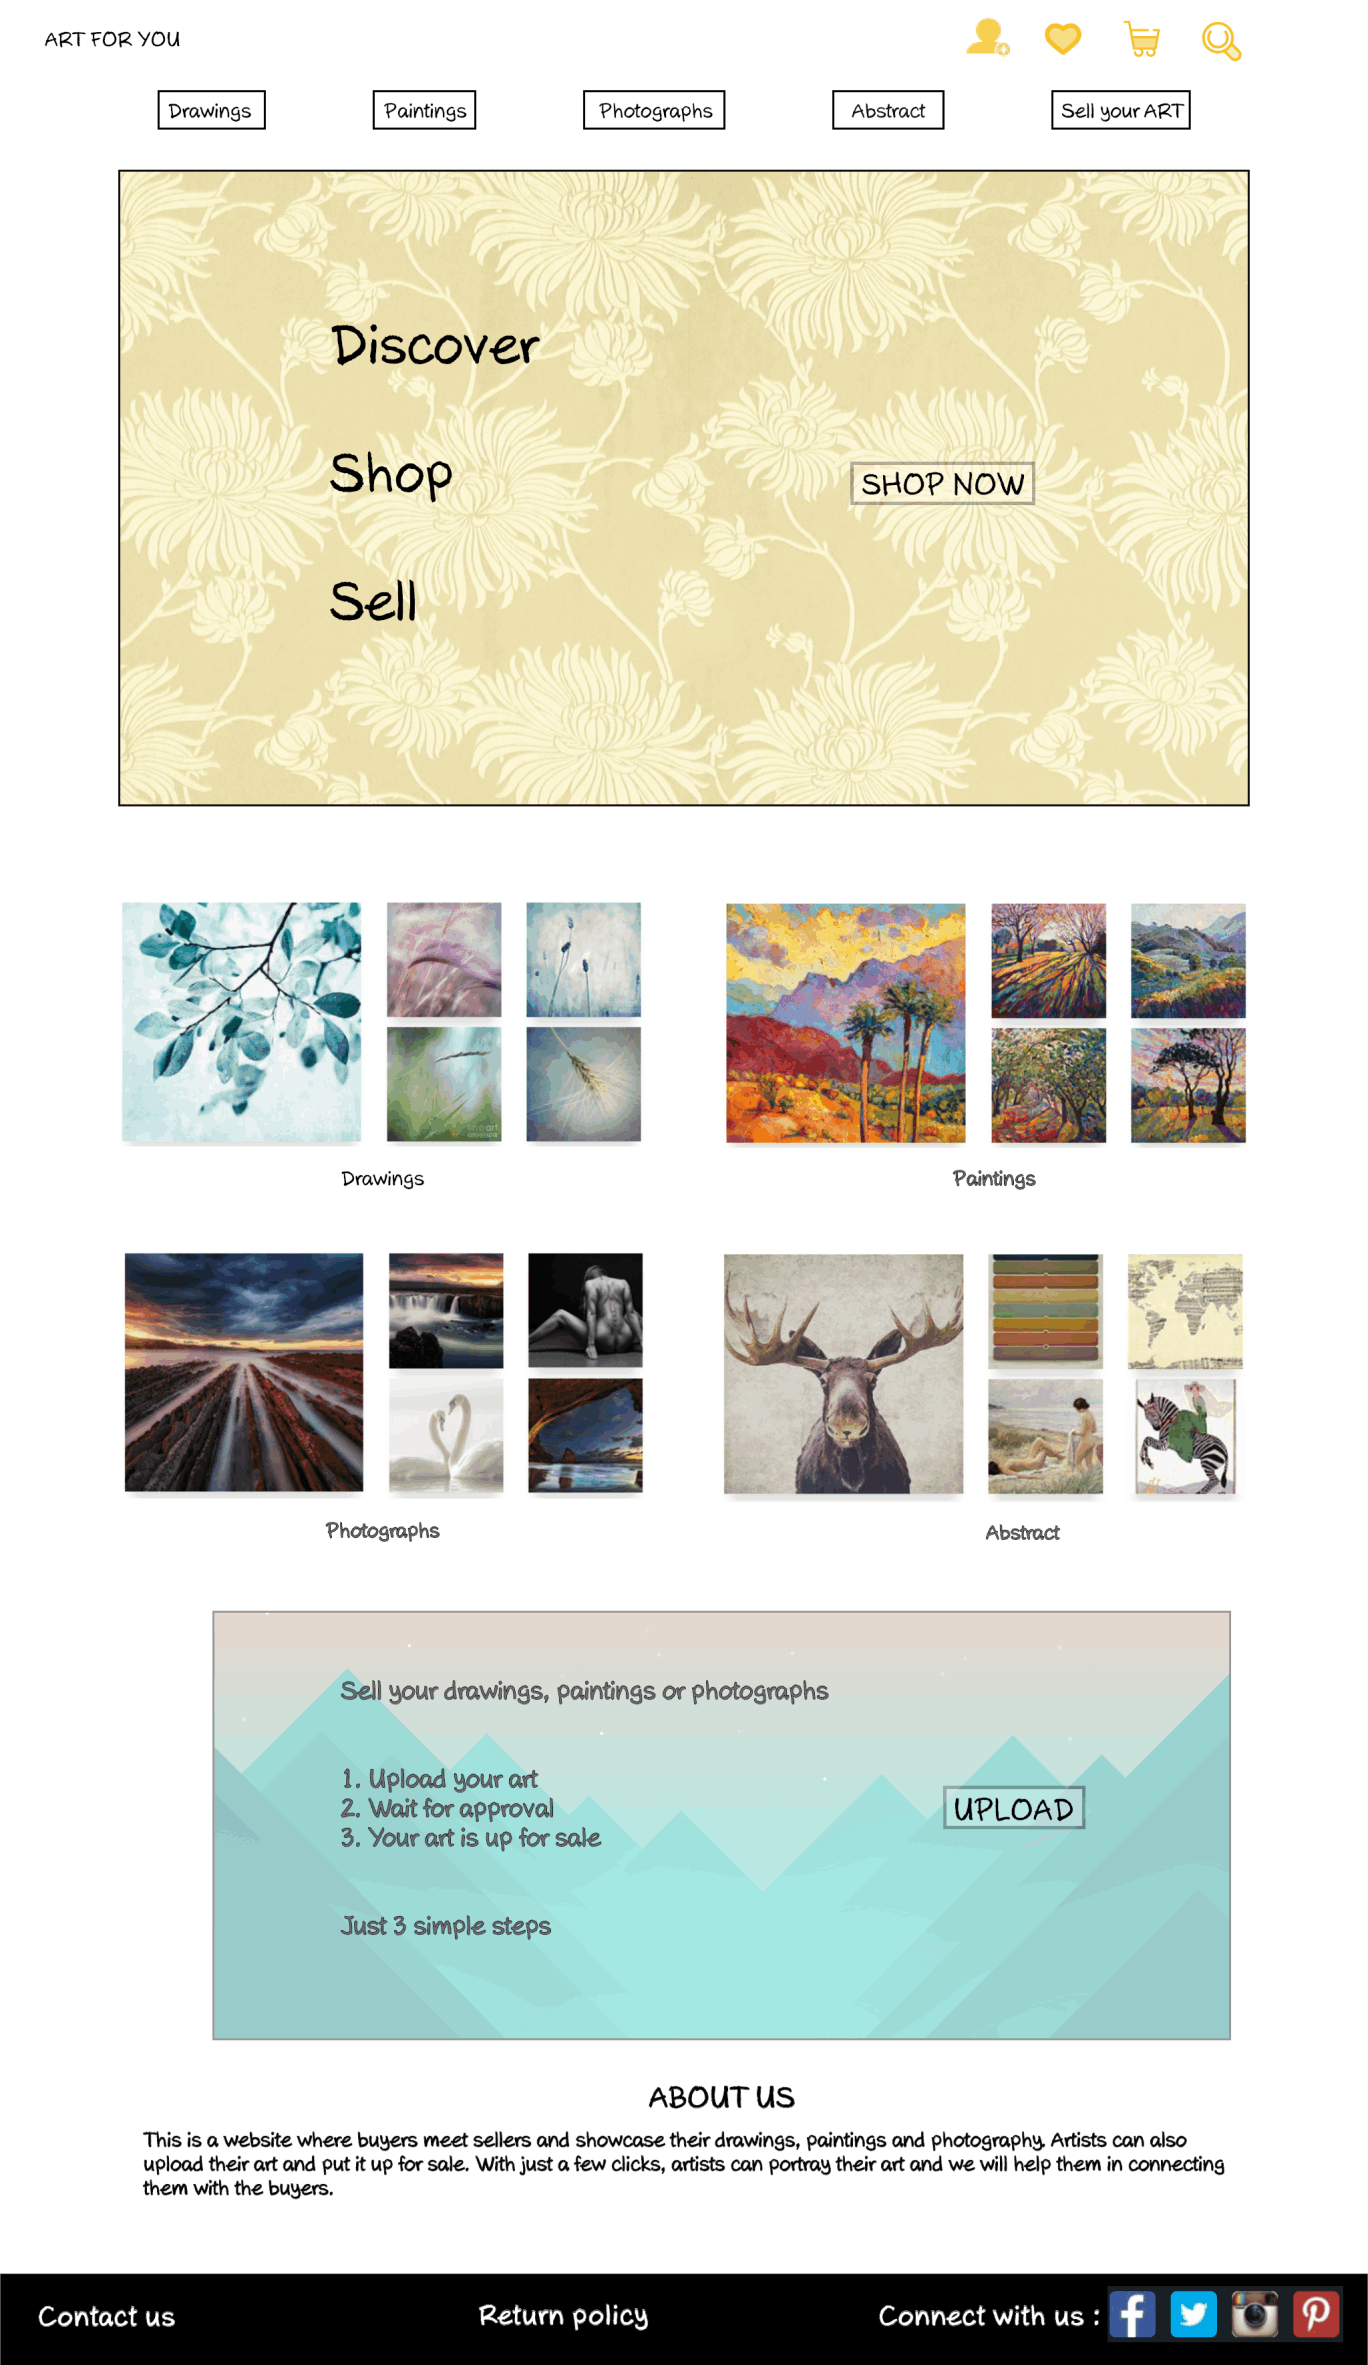 ART FOR YOU
Drawings
Paintings
Photographs
Abstract
Sell your ART
Discover
Shop
SHOP NOW
Sell
Drawings
Paintings
Photographs
Abstract
Sell your drawings, paintings or photographs
1. Upload your art
2. Wait for approval
3. Your art is up for sale
UPLOAD
Just 3 simple steps
ABOUT US
This is a website where buyers meet sellers and showcase their drawings, paintings and photography. Artists can also
upload their art and put it up for sale. With just a few clicks, artists can portray their art and we will help them in connecting
them with the buyers.
Contact us
Return policy
Connect with us :